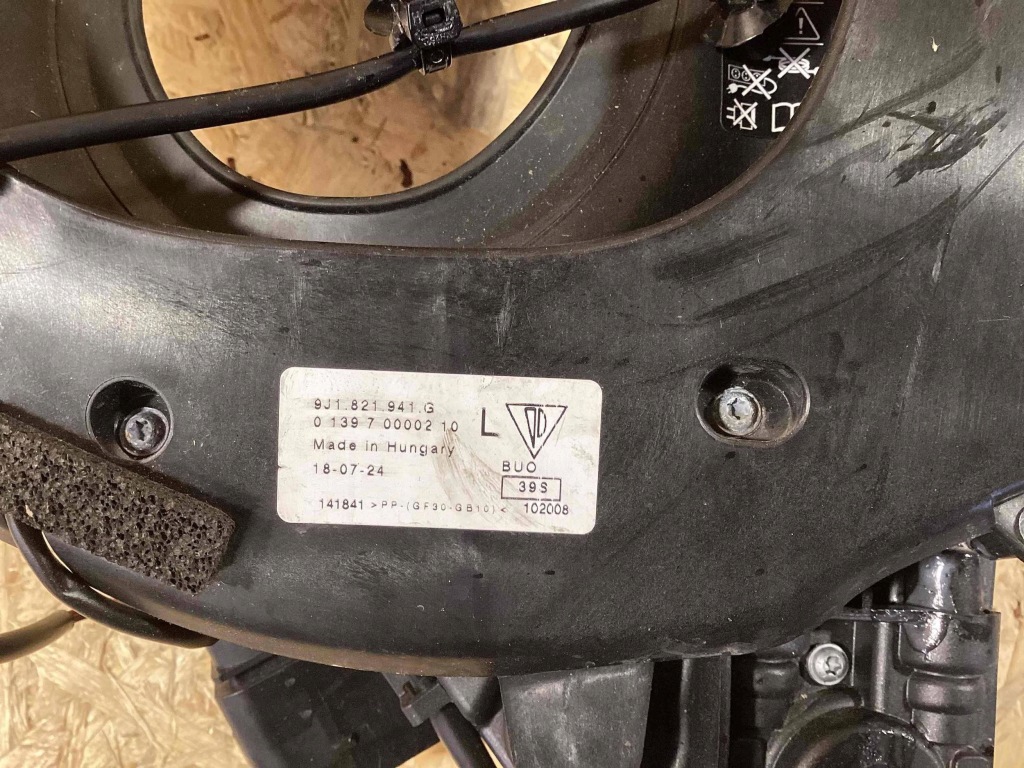 9J1.821.941.G
0 139 7 00002 10
Made in Hungary
18-07-24
L
BUO
39S
141841 >PP-(GF30-GB10)< 102008